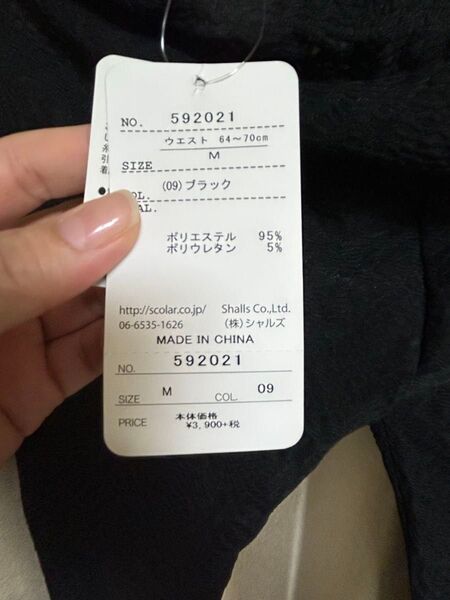 NO. 592021
ウエスト 64～70cm
SIZE M
(09)ブラック
ポリエステル 95%
ポリウレタン 5%
http://scolar.co.jp/ Shalls Co.,Ltd.
06-6535-1626 (株)シャルズ
MADE IN CHINA
592021
NO.
SIZE M COL. 09
本体価格
PRICE ¥3,900+税